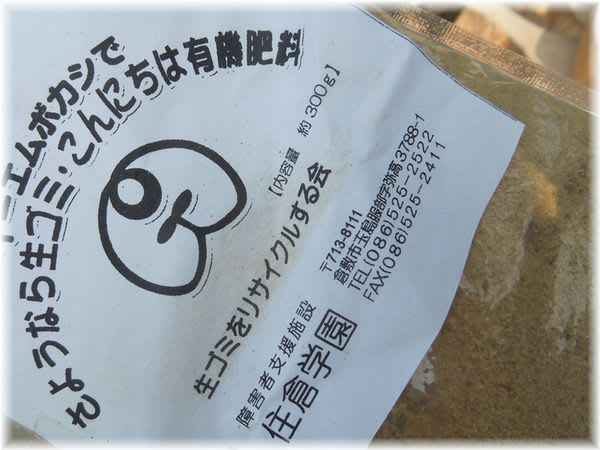 エムボカシで
さようなら生ゴミ・こんにちは有機肥料
【内容量 約300g】
生ゴミをリサイクルする会
障害者支援施設
住倉学園
〒713-8111
倉敷市玉島服部字弥高3788-1
TEL(086)525-2522
FAX(086)525-2411